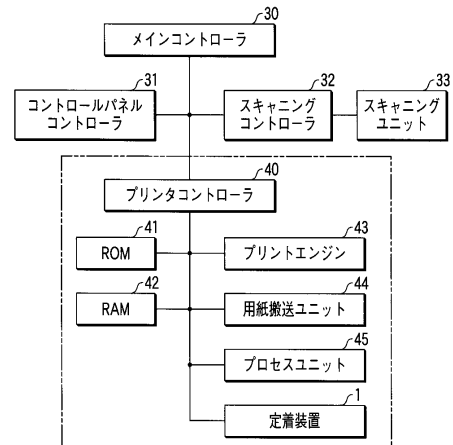 30
メインコントローラ
31
コントロールパネル
コントローラ
32
スキャニング
コントローラ
33
スキャニング
ユニット
40
プリンタコントローラ
41
ROM
43
プリントエンジン
42
RAM
44
用紙搬送ユニット
45
プロセスユニット
1
定着装置